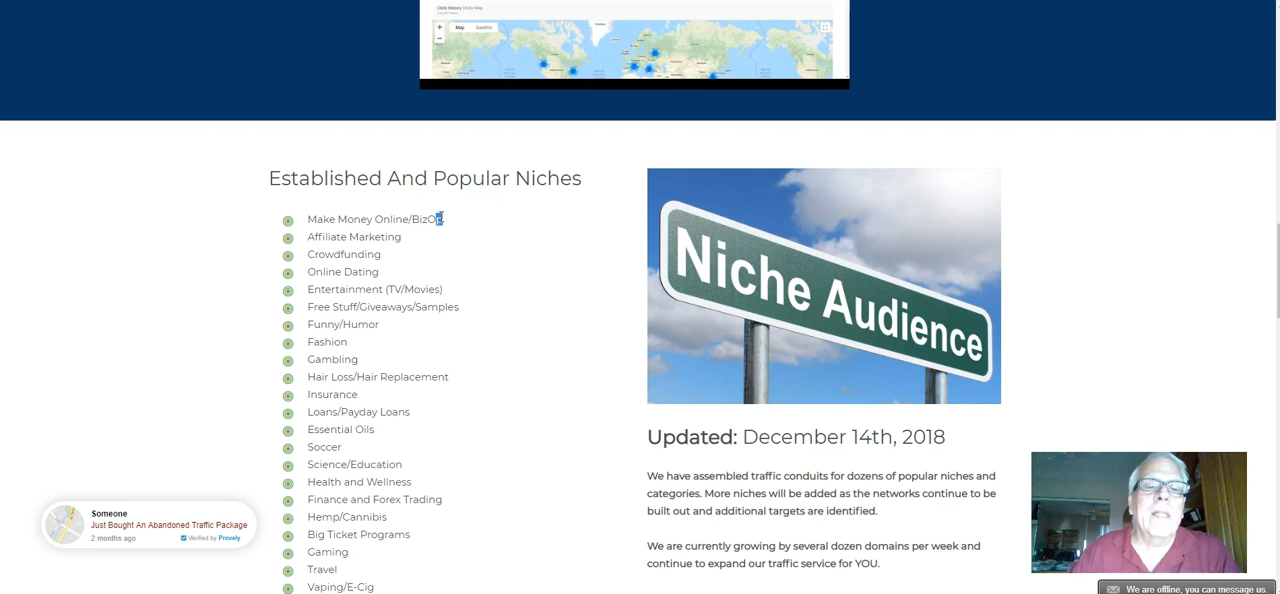 Click History Visitor Map
Map Satellite
Established And Popular Niches
Make Money Online/BizOp
Affiliate Marketing
Crowdfunding
Online Dating
Entertainment (TV/Movies)
Free Stuff/Giveaways/Samples
Funny/Humor
Fashion
Gambling
Hair Loss/Hair Replacement
Insurance
Loans/Payday Loans
Essential Oils
Soccer
Science/Education
Health and Wellness
Finance and Forex Trading
Hemp/Cannibis
Big Ticket Programs
Gaming
Travel
Vaping/E-Cig
Niche Audience
Updated: December 14th, 2018
We have assembled traffic conduits for dozens of popular niches and
categories. More niches will be added as the networks continue to be
built out and additional targets are identified.
We are currently growing by several dozen domains per week and
continue to expand our traffic service for YOU.
Someone
Just Bought An Abandoned Traffic Package
2 months ago Verified by Provely
We are offline, you can message us.